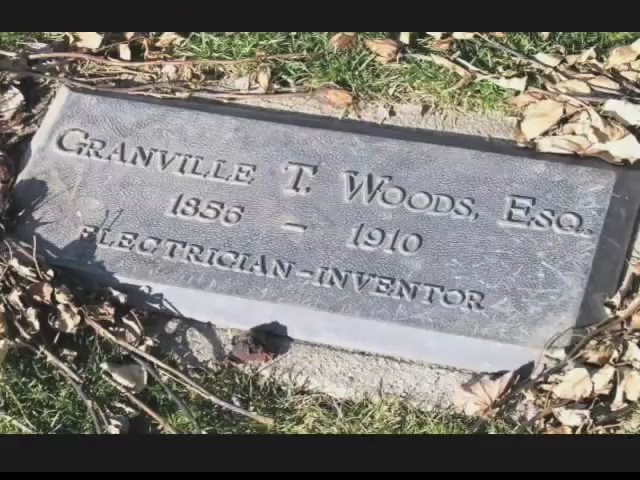 GRANVILLE T. WOODS, ESQ.
1856 – 1910
ELECTRICIAN-INVENTOR